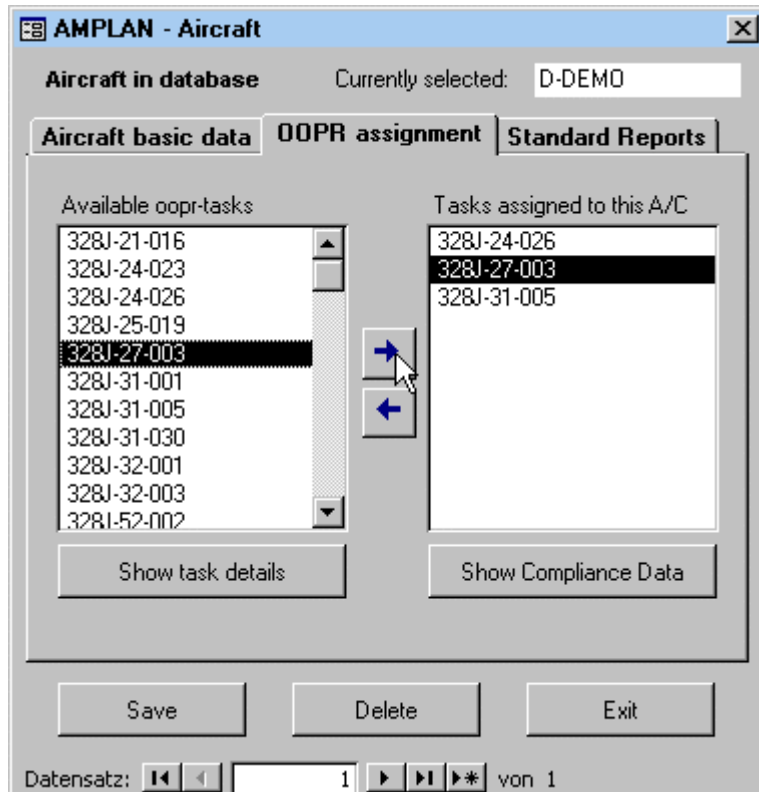 AMPLAN - Aircraft
Aircraft in database Currently selected: D-DEMO
Aircraft basic data OOPR assignment Standard Reports
Available oopr-tasks
328J-21-016
328J-24-023
328J-24-026
328J-25-019
328J-27-003
328J-31-001
328J-31-005
328J-31-030
328J-32-001
328J-32-003
328J-52-002
Show task details
Tasks assigned to this A/C
328J-24-026
328J-27-003
328J-31-005
Show Compliance Data
Save Delete Exit
Datensatz: 1 von 1